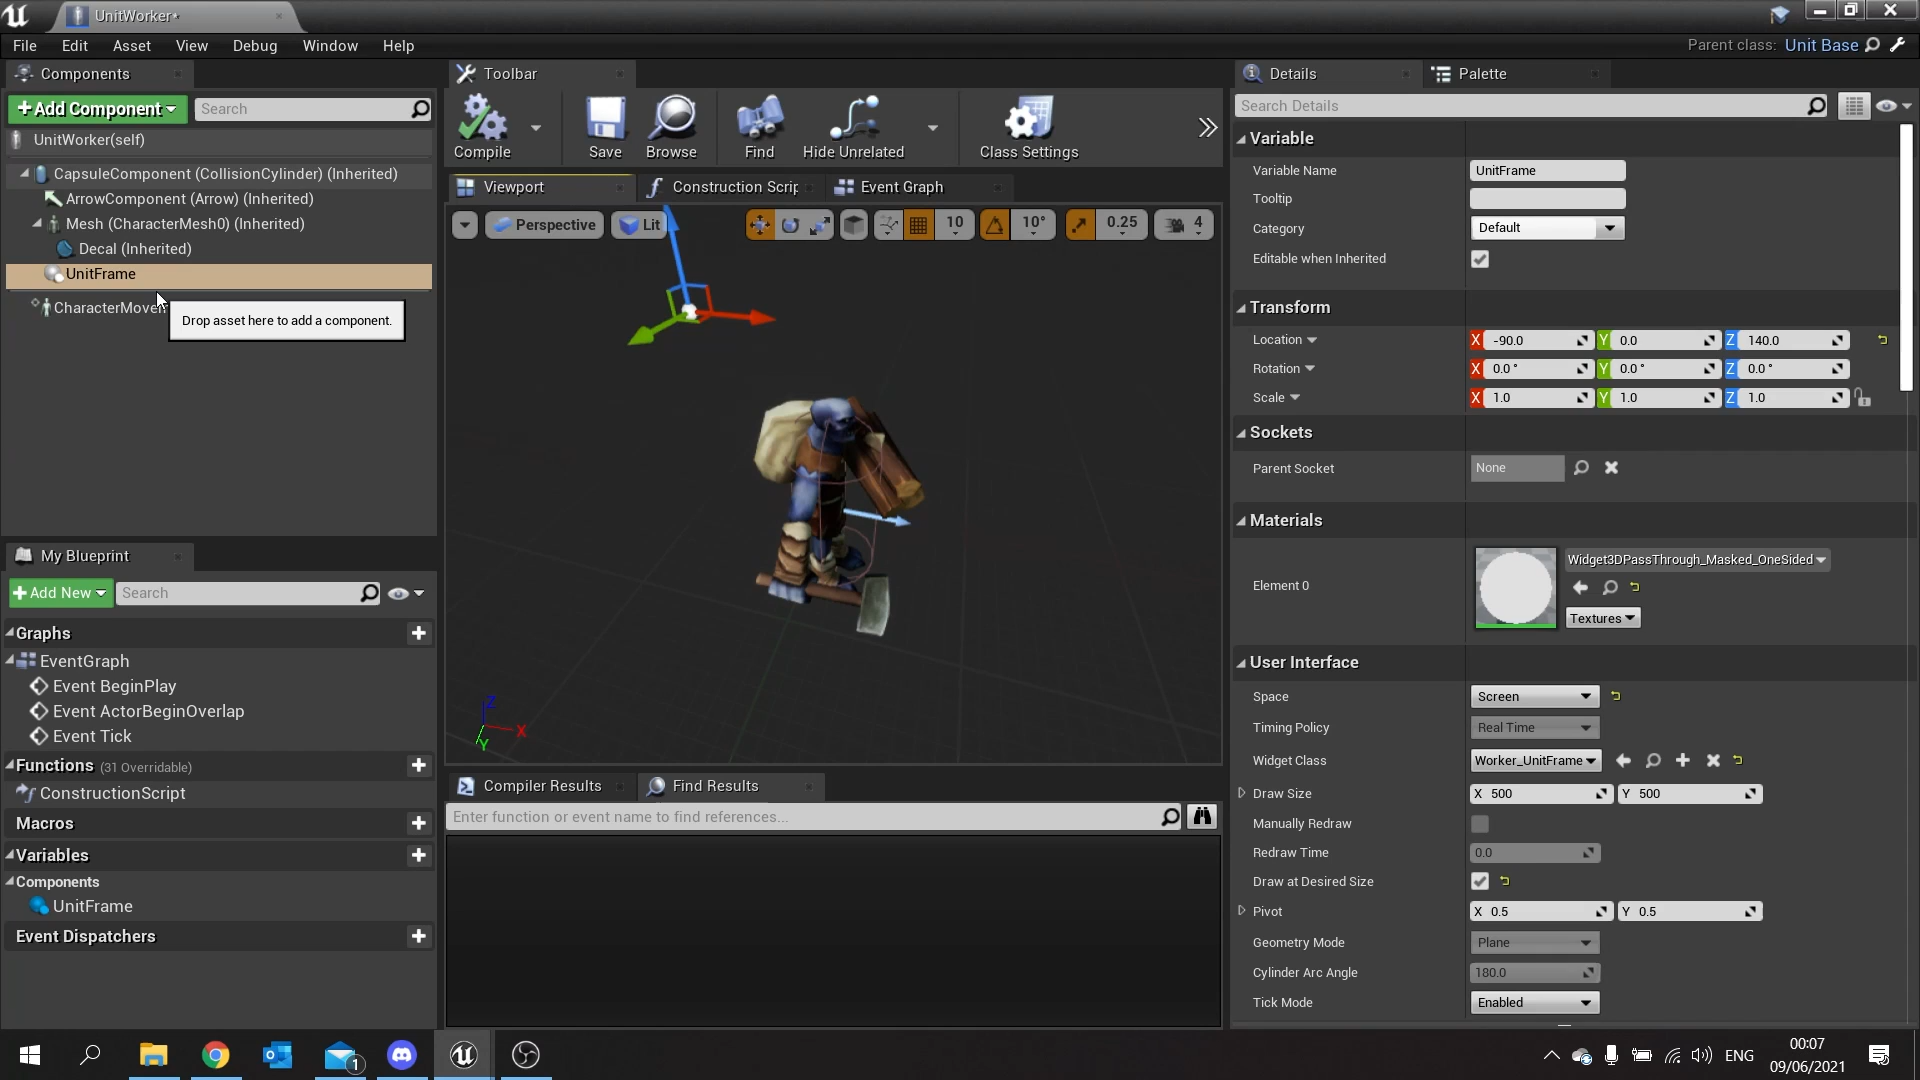 UnitWorker*
File Edit Asset View Debug Window Help
Parent class: Unit Base
Components
+Add Component
Search
UnitWorker(self)
CapsuleComponent (CollisionCylinder) (Inherited)
ArrowComponent (Arrow) (Inherited)
Mesh (CharacterMesh0) (Inherited)
Decal (Inherited)
UnitFrame
CharacterMovem
Drop asset here to add a component.
My Blueprint
+Add New
Search
Graphs
EventGraph
Event BeginPlay
Event ActorBeginOverlap
Event Tick
Functions (31 Overridable)
ConstructionScript
Macros
Variables
Components
UnitFrame
Event Dispatchers
Toolbar
Compile Save Browse Find Hide Unrelated Class Settings
Viewport Construction Scrip Event Graph
Perspective Lit 10 10° 0.25 4
Z
X
Y
Compiler Results Find Results
Enter function or event name to find references...
Details Palette
Search Details
Variable
Variable Name UnitFrame
Tooltip
Category Default
Editable when Inherited
Transform
Location X -90.0 Y 0.0 Z 140.0
Rotation X 0.0 ° Y 0.0 ° Z 0.0 °
Scale X 1.0 Y 1.0 Z 1.0
Sockets
Parent Socket None
Materials
Element 0 Widget3DPassThrough_Masked_OneSided
Textures
User Interface
Space Screen
Timing Policy Real Time
Widget Class Worker_UnitFrame
Draw Size X 500 Y 500
Manually Redraw
Redraw Time 0.0
Draw at Desired Size
Pivot X 0.5 Y 0.5
Geometry Mode Plane
Cylinder Arc Angle 180.0
Tick Mode Enabled
1
ENG
00:07
09/06/2021